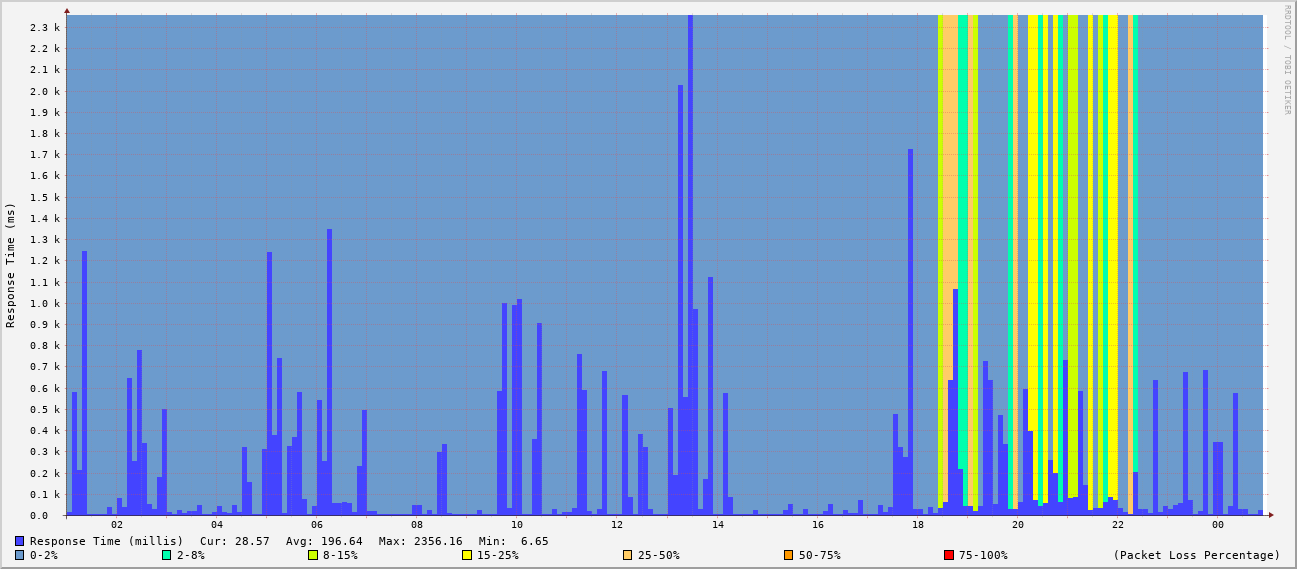 RRDTOOL / TOBI OETIKER
Response Time (ms)
2.3 k
2.2 k
2.1 k
2.0 k
1.9 k
1.8 k
1.7 k
1.6 k
1.5 k
1.4 k
1.3 k
1.2 k
1.1 k
1.0 k
0.9 k
0.8 k
0.7 k
0.6 k
0.5 k
0.4 k
0.3 k
0.2 k
0.1 k
0.0
02 04 06 08 10 12 14 16 18 20 22 00
Response Time (millis) Cur: 28.57 Avg: 196.64 Max: 2356.16 Min: 6.65
0-2% 2-8% 8-15% 15-25% 25-50% 50-75% 75-100% (Packet Loss Percentage)